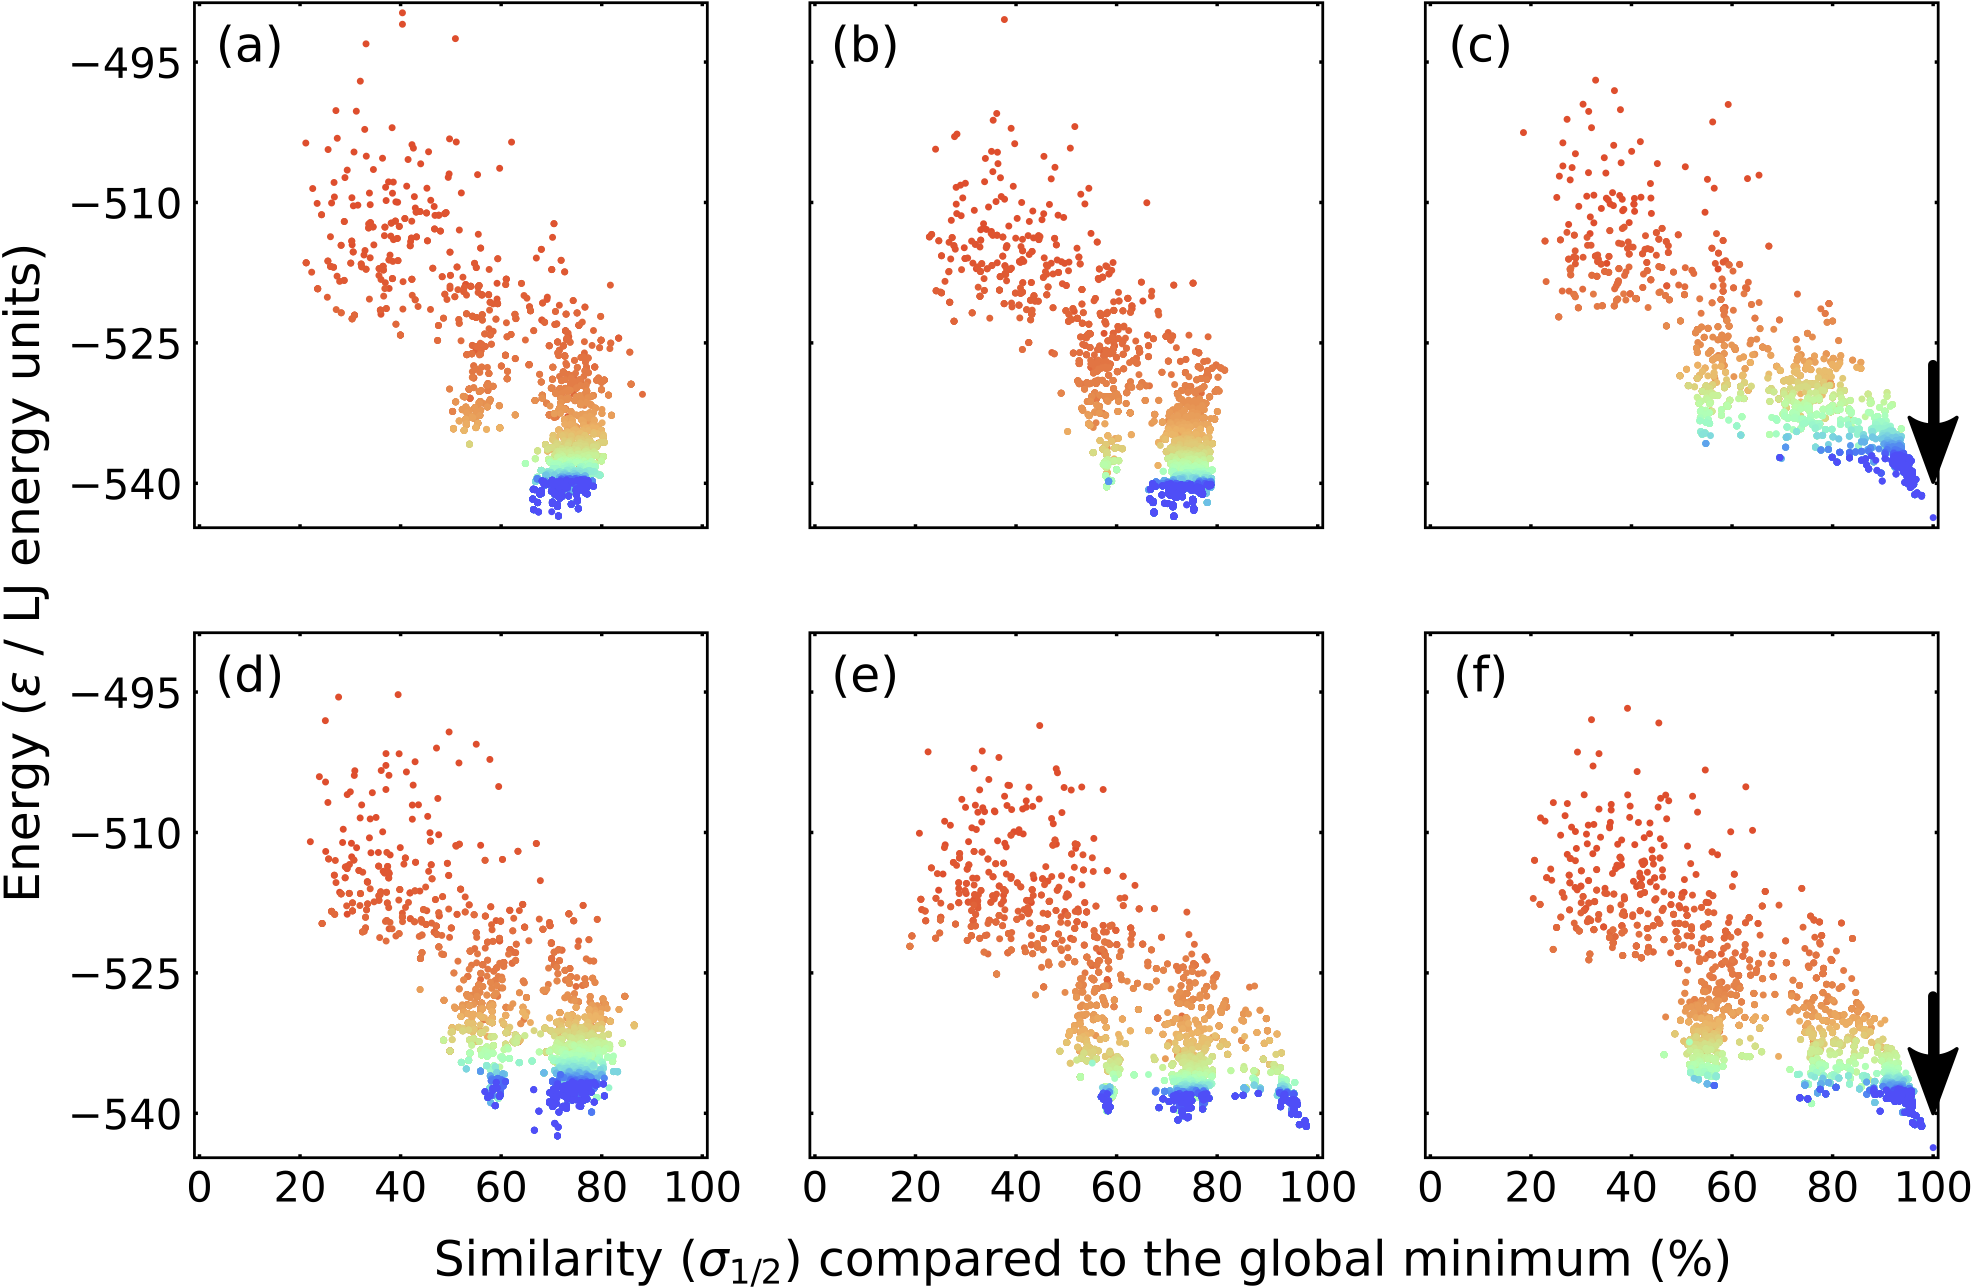 (a)
(b)
(c)
−495
−510
−525
−540
Energy (ε / LJ energy units)
(d)
(e)
(f)
−495
−510
−525
−540
0 20 40 60 80 100
0 20 40 60 80 100
0 20 40 60 80 100
Similarity (σ1/2) compared to the global minimum (%)